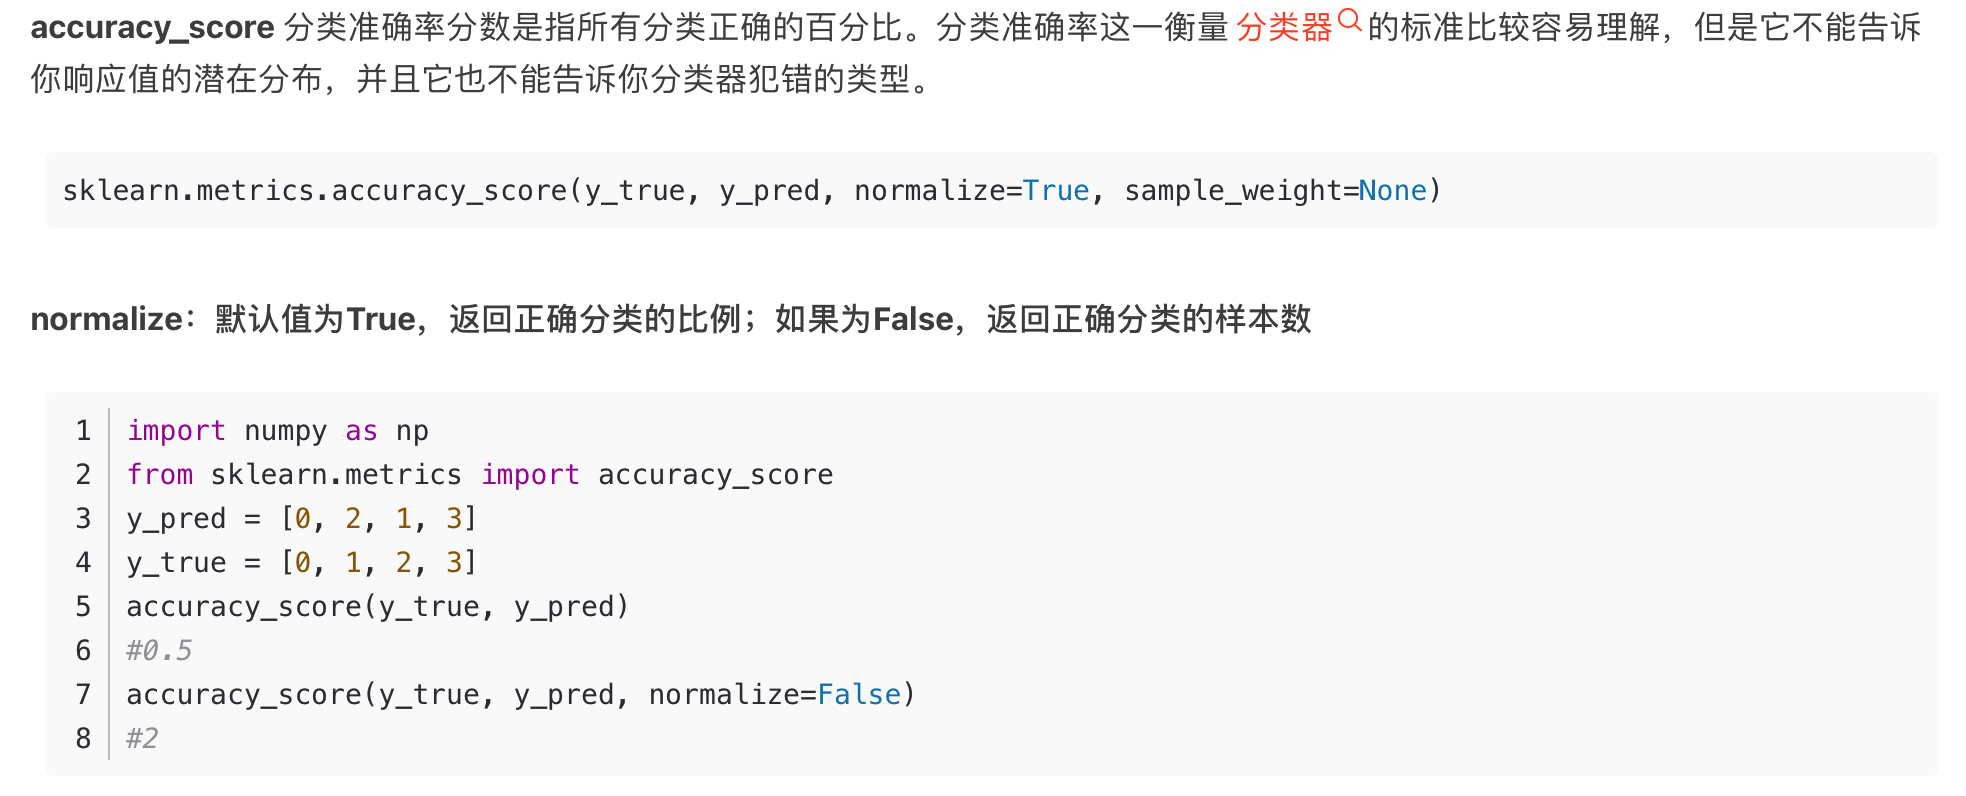 accuracy_score 分类准确率分数是指所有分类正确的百分比。分类准确率这一衡量 分类器 的标准比较容易理解，但是它不能告诉
你响应值的潜在分布，并且它也不能告诉你分类器犯错的类型。
sklearn.metrics.accuracy_score(y_true, y_pred, normalize=True, sample_weight=None)
normalize：默认值为True，返回正确分类的比例；如果为False，返回正确分类的样本数
1 import numpy as np
2 from sklearn.metrics import accuracy_score
3 y_pred = [0, 2, 1, 3]
4 y_true = [0, 1, 2, 3]
5 accuracy_score(y_true, y_pred)
6 #0.5
7 accuracy_score(y_true, y_pred, normalize=False)
8 #2